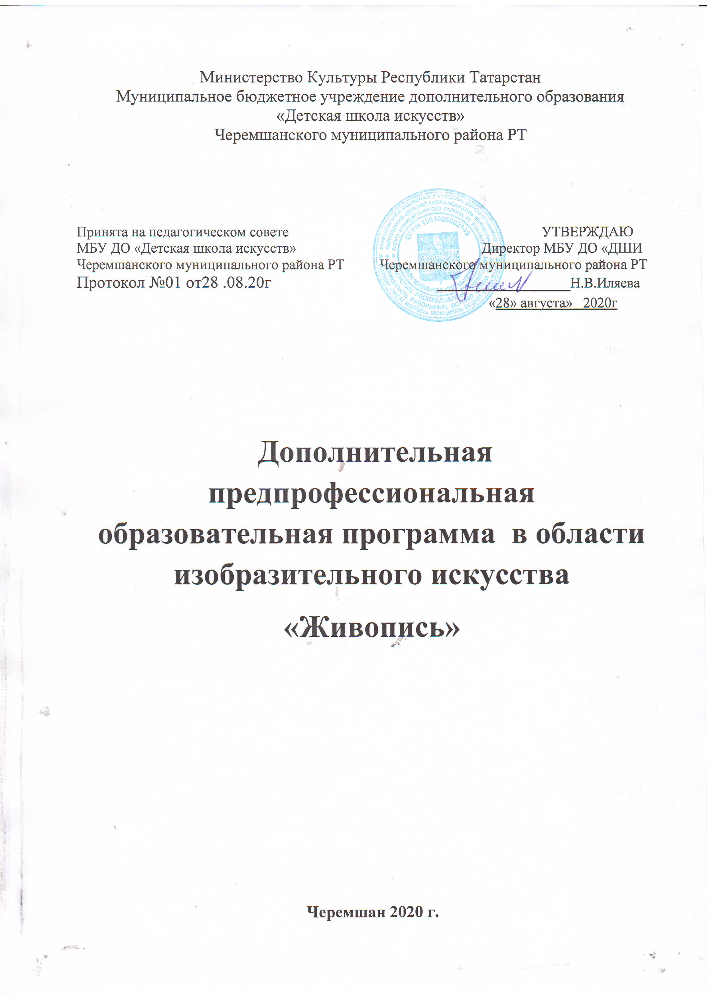 Министерство Культуры Республики Татарстан
Муниципальное бюджетное учреждение дополнительного образования
«Детская школа искусств»
Черемшанского муниципального района РТ
Принята на педагогическом совете
МБУ ДО «Детская школа искусств»
Черемшанского муниципального района РТ
Протокол №01 от28 .08.20г
УТВЕРЖДАЮ
Директор МБУ ДО «ДШИ
Черемшанского муниципального района РТ
Н.В.Иляева
«28» августа» 2020г
ОГРН 1061665002145
Дополнительная
предпрофессиональная
образовательная программа в области
изобразительного искусства
«Живопись»
Черемшан 2020 г.